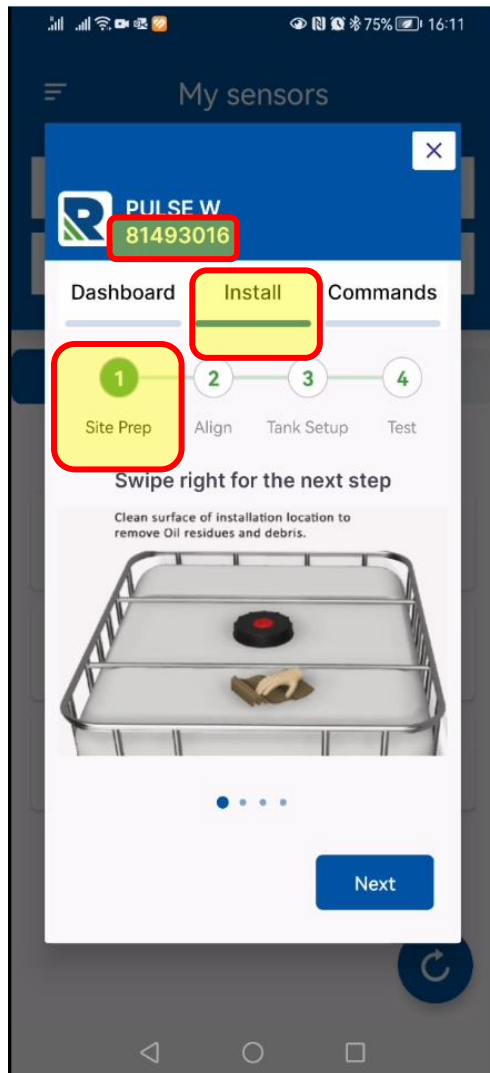 75% 16:11
My sensors
R PULSE W
81493016
Dashboard Install Commands
1 2 3 4
Site Prep Align Tank Setup Test
Swipe right for the next step
Clean surface of installation location to
remove Oil residues and debris.
Next